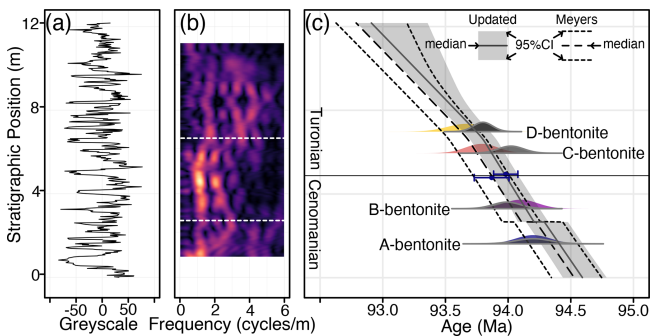 (a)
(b)
(c)
Updated
Meyers
median
95%CI
median
Stratigraphic Position (m)
12
8
4
0
Turonian
Cenomanian
D-bentonite
C-bentonite
B-bentonite
A-bentonite
-50 0 50
0 2 4 6
93.0 93.5 94.0 94.5 95.0
Greyscale
Frequency (cycles/m)
Age (Ma)